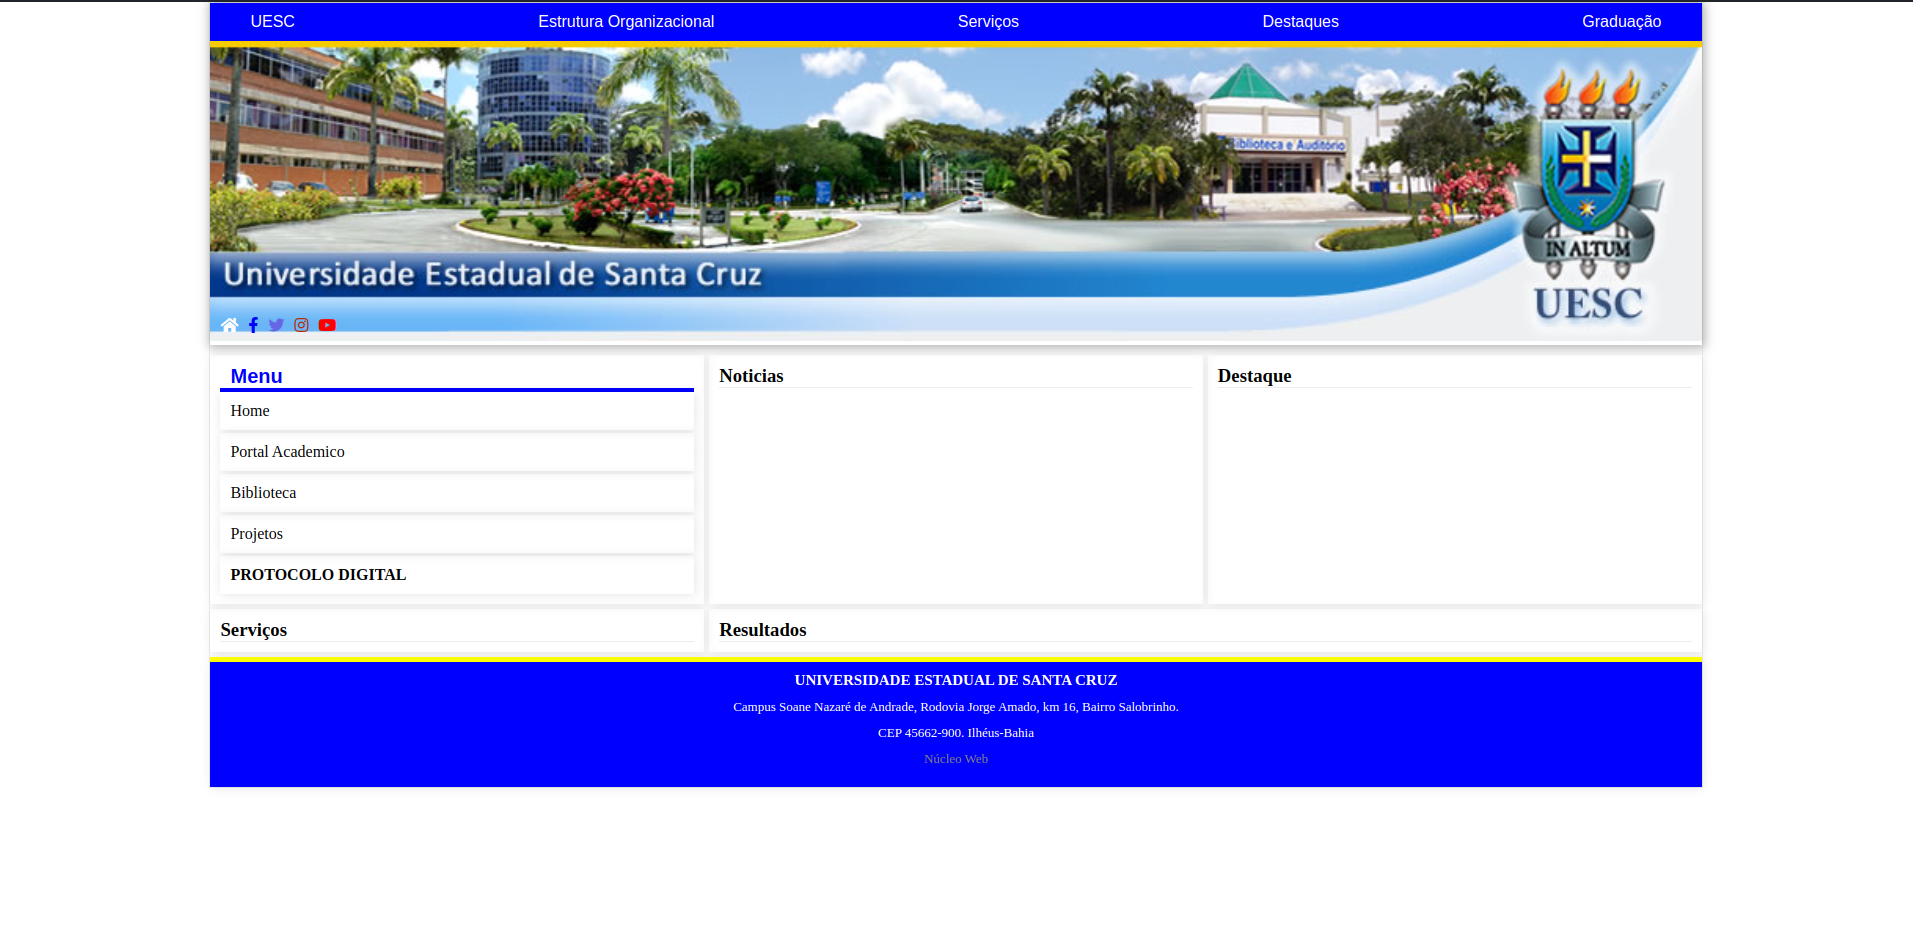 UESC Estrutura Organizacional Serviços Destaques Graduação
Biblioteca e Auditório
IN ALTUM
UESC
Universidade Estadual de Santa Cruz
Menu
Home
Portal Academico
Biblioteca
Projetos
PROTOCOLO DIGITAL
Noticias
Destaque
Serviços
Resultados
UNIVERSIDADE ESTADUAL DE SANTA CRUZ
Campus Soane Nazaré de Andrade, Rodovia Jorge Amado, km 16, Bairro Salobrinho.
CEP 45662-900. Ilhéus-Bahia
Núcleo Web